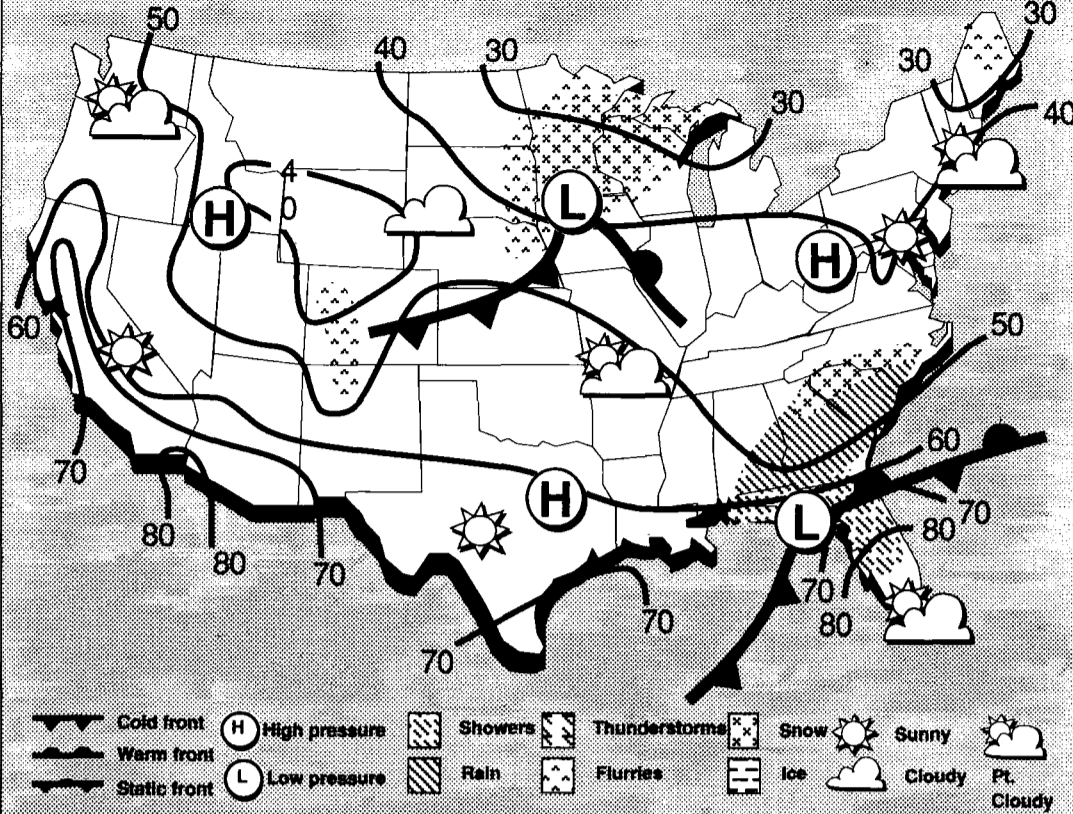 50
40
30
30
30
30
40
4
0
H
L
H
60
50
70
H
L
60
70
80
80
80
70
70
80
70
70
Cold front
H High pressure
Showers
Thunderstorms
Snow
Sunny
Warm front
Static front
L Low pressure
Rain
Flurries
Ice
Cloudy
Pt.
Cloudy